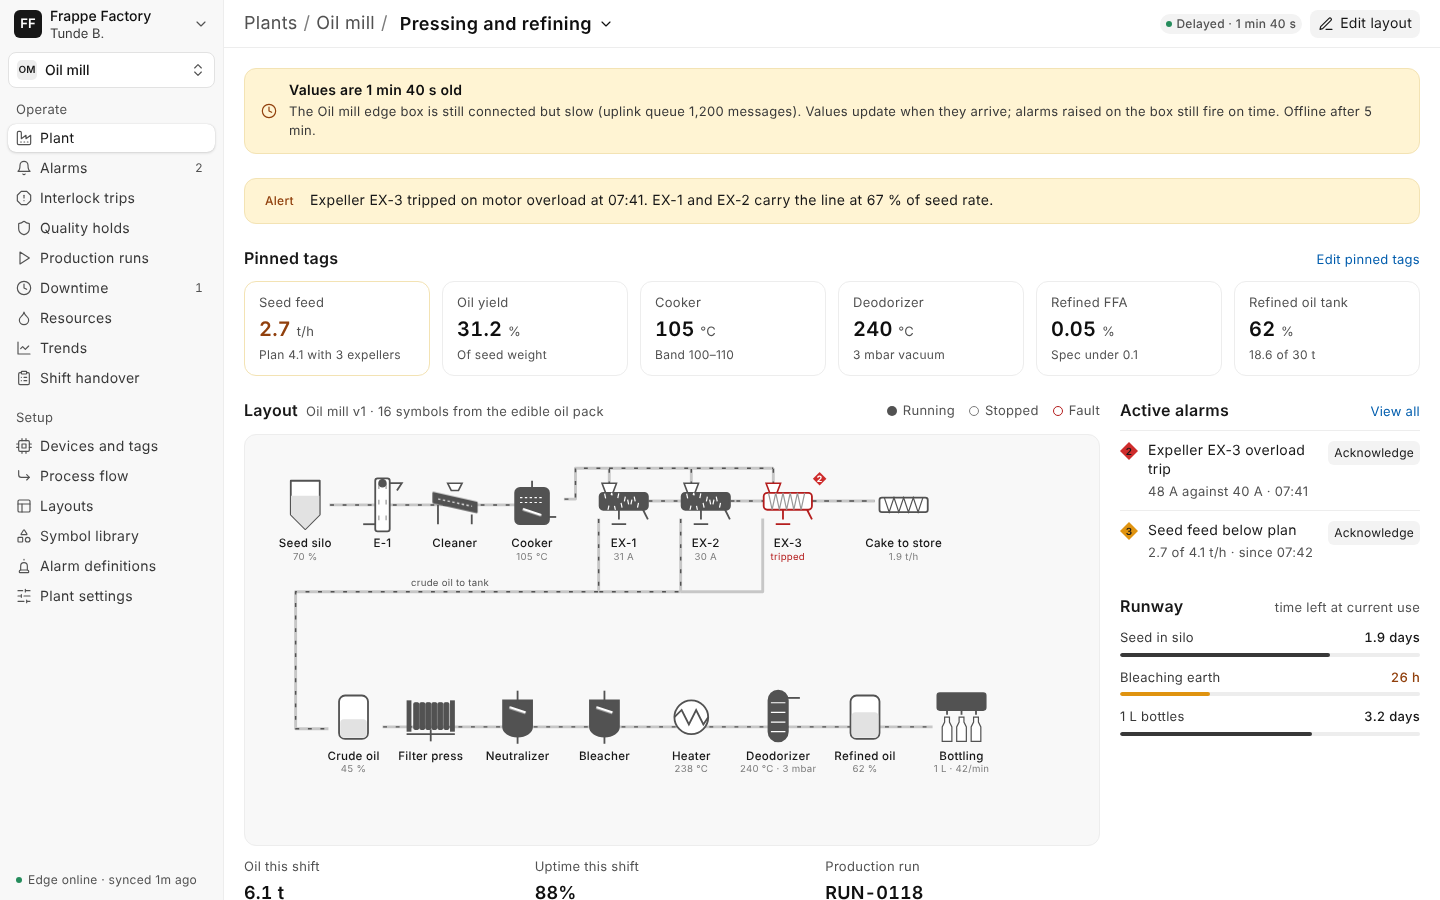 FF
Frappe Factory
Tunde B.
OM
Oil mill
Operate
Plant
Alarms
2
Interlock trips
Quality holds
Production runs
Downtime
1
Resources
Trends
Shift handover
Setup
Devices and tags
Process flow
Layouts
Symbol library
Alarm definitions
Plant settings
Edge online · synced 1m ago
Plants / Oil mill / Pressing and refining
Delayed · 1 min 40 s
Edit layout
Values are 1 min 40 s old
The Oil mill edge box is still connected but slow (uplink queue 1,200 messages). Values update when they arrive; alarms raised on the box still fire on time. Offline after 5
min.
Alert
Expeller EX-3 tripped on motor overload at 07:41. EX-1 and EX-2 carry the line at 67 % of seed rate.
Pinned tags
Edit pinned tags
Seed feed
2.7 t/h
Plan 4.1 with 3 expellers
Oil yield
31.2 %
Of seed weight
Cooker
105 °C
Band 100–110
Deodorizer
240 °C
3 mbar vacuum
Refined FFA
0.05 %
Spec under 0.1
Refined oil tank
62 %
18.6 of 30 t
Layout
Oil mill v1 · 16 symbols from the edible oil pack
Running
Stopped
Fault
2
Seed silo
70 %
E-1
Cleaner
Cooker
105 °C
EX-1
31 A
EX-2
30 A
EX-3
tripped
Cake to store
1.9 t/h
crude oil to tank
Crude oil
45 %
Filter press
Neutralizer
Bleacher
Heater
238 °C
Deodorizer
240 °C · 3 mbar
Refined oil
62 %
Bottling
1 L · 42/min
Active alarms
View all
2
Expeller EX-3 overload
trip
48 A against 40 A · 07:41
Acknowledge
3
Seed feed below plan
2.7 of 4.1 t/h · since 07:42
Acknowledge
Runway
time left at current use
Seed in silo
1.9 days
Bleaching earth
26 h
1 L bottles
3.2 days
Oil this shift
6.1 t
Uptime this shift
88%
Production run
RUN-0118